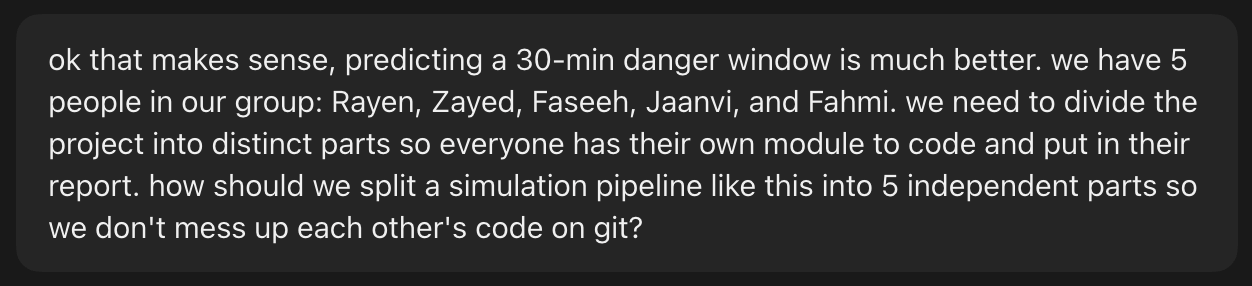 ok that makes sense, predicting a 30-min danger window is much better. we have 5
people in our group: Rayen, Zayed, Faseeh, Jaanvi, and Fahmi. we need to divide the
project into distinct parts so everyone has their own module to code and put in their
report. how should we split a simulation pipeline like this into 5 independent parts so
we don't mess up each other's code on git?